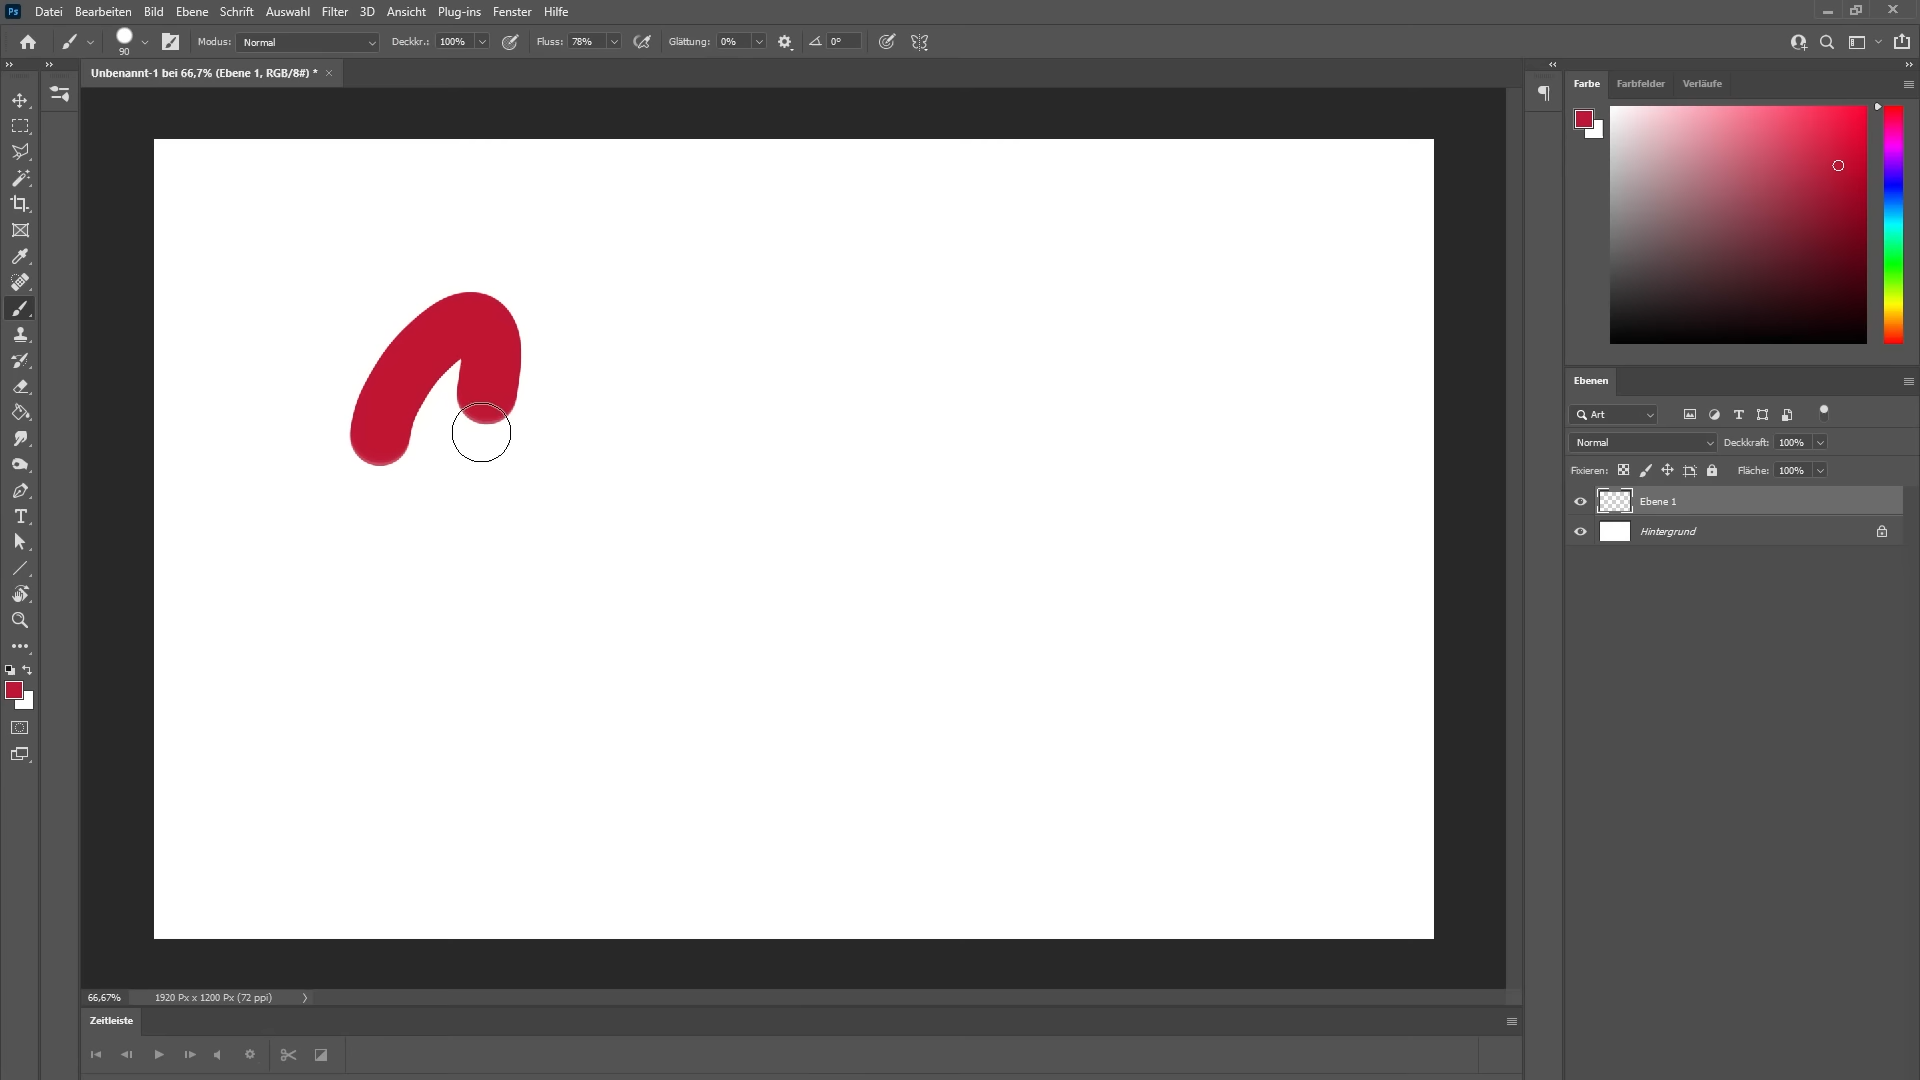 Ps Datei Bearbeiten Bild Ebene Schrift Auswahl Filter 3D Ansicht Plug-ins Fenster Hilfe
90 Modus: Normal Deckkr.: 100% Fluss: 78% Glättung: 0% 0°
Unbenannt-1 bei 66,7% (Ebene 1, RGB/8#) * ×
Farbe Farbfelder Verläufe
Ebenen
Art
Normal Deckkraft: 100%
Fixieren: Fläche: 100%
Ebene 1
Hintergrund
66,67% 1920 Px x 1200 Px (72 ppi)
Zeitleiste